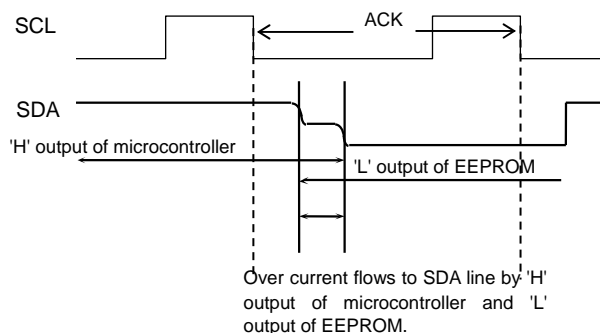 SCL
ACK
SDA
'H' output of microcontroller
'L' output of EEPROM
Over current flows to SDA line by 'H'
output of microcontroller and 'L'
output of EEPROM.